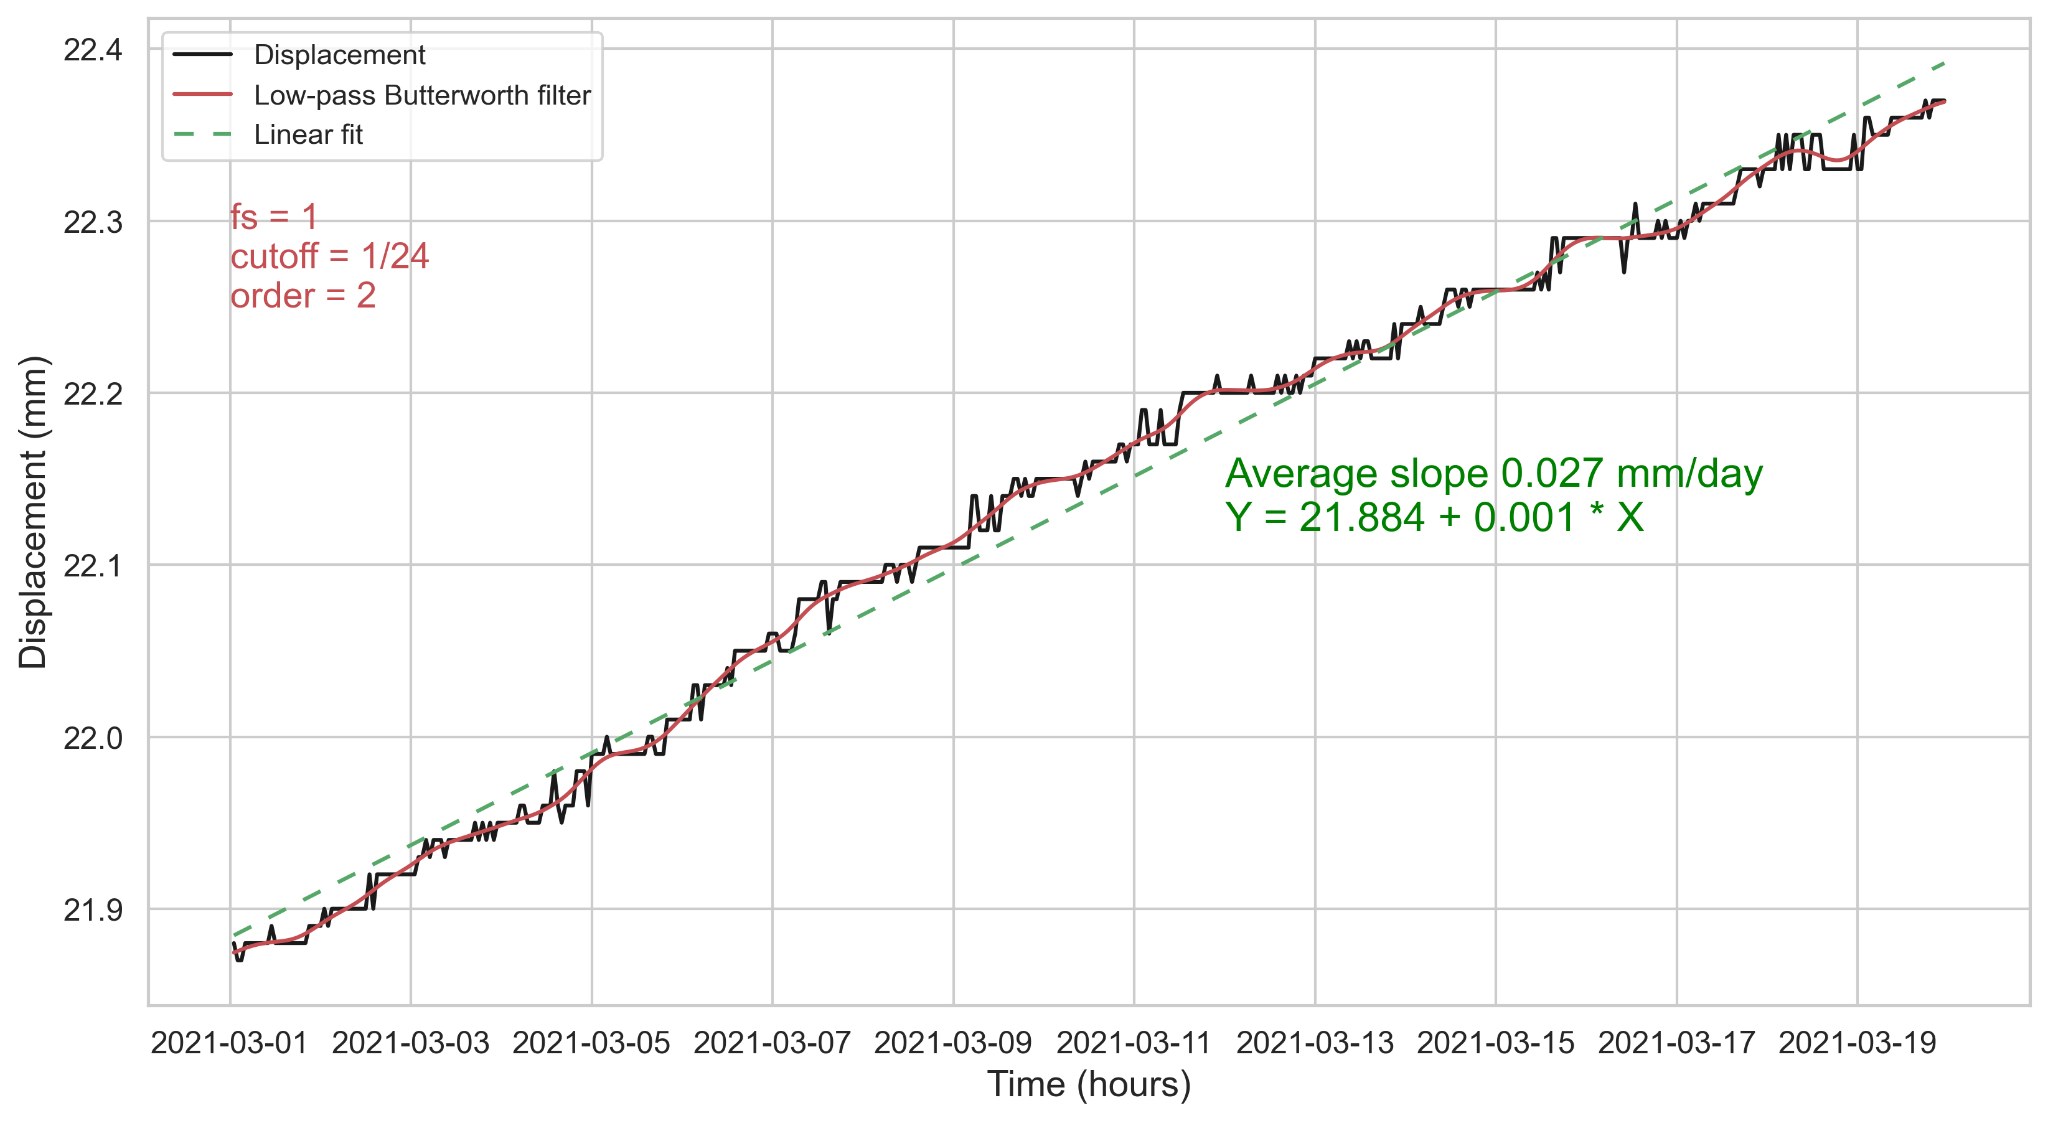 22.4
22.3
22.2
22.1
22.0
21.9
Displacement (mm)
Displacement
Low-pass Butterworth filter
Linear fit
fs = 1
cutoff = 1/24
order = 2
Average slope 0.027 mm/day
Y = 21.884 + 0.001 * X
2021-03-01 2021-03-03 2021-03-05 2021-03-07 2021-03-09 2021-03-11 2021-03-13 2021-03-15 2021-03-17 2021-03-19
Time (hours)